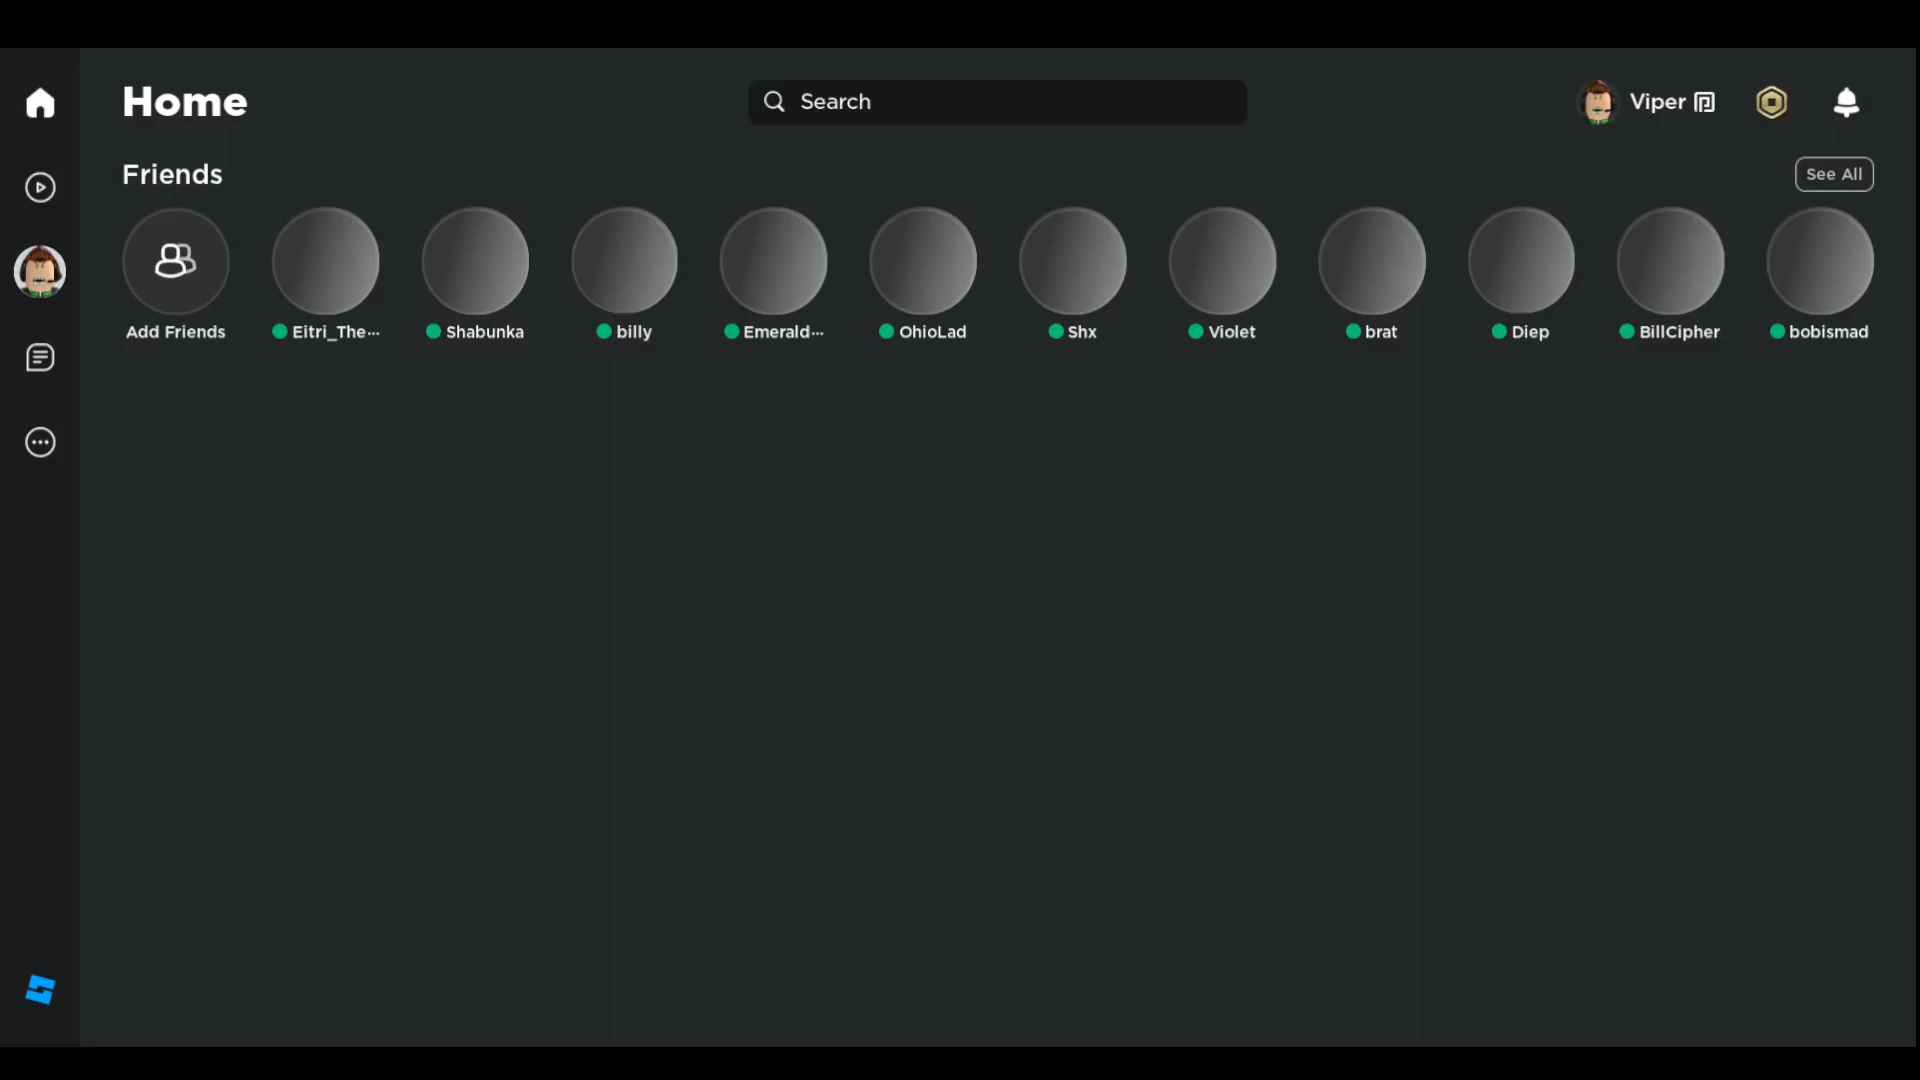 Home
Search
Viper
Friends
See All
Add Friends
Eitri_The...
Shabunka
billy
Emerald...
OhioLad
Shx
Violet
brat
Diep
BillCipher
bobismad